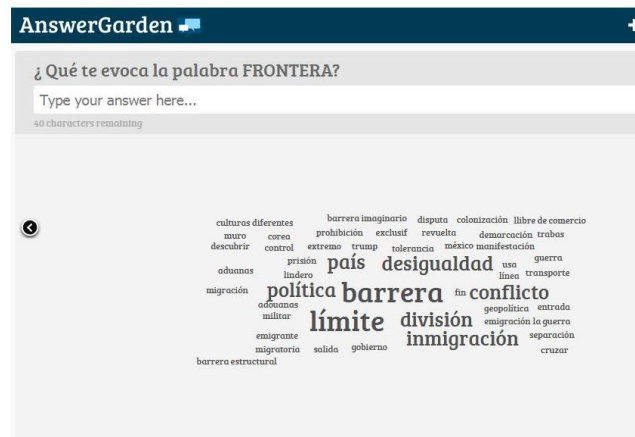 AnswerGarden
¿ Qué te evoca la palabra FRONTERA?
Type your answer here...
40 characters remaining
culturas diferentes barrera imaginario disputa colonización llibre de comercio
muro corea prohibición exclusif revuelta demarcación trabas
descubrir control extremo trump tolerancia méxico manifestación
aduanas prisión lindero país desigualdad usa línea guerra transporte
migración política barrera fin conflicto
adouanas militar límite división geopolítica entrada
emigrante inmigración emigración la guerra separación
migratoria salida gobierno cruzar
barrera estructural